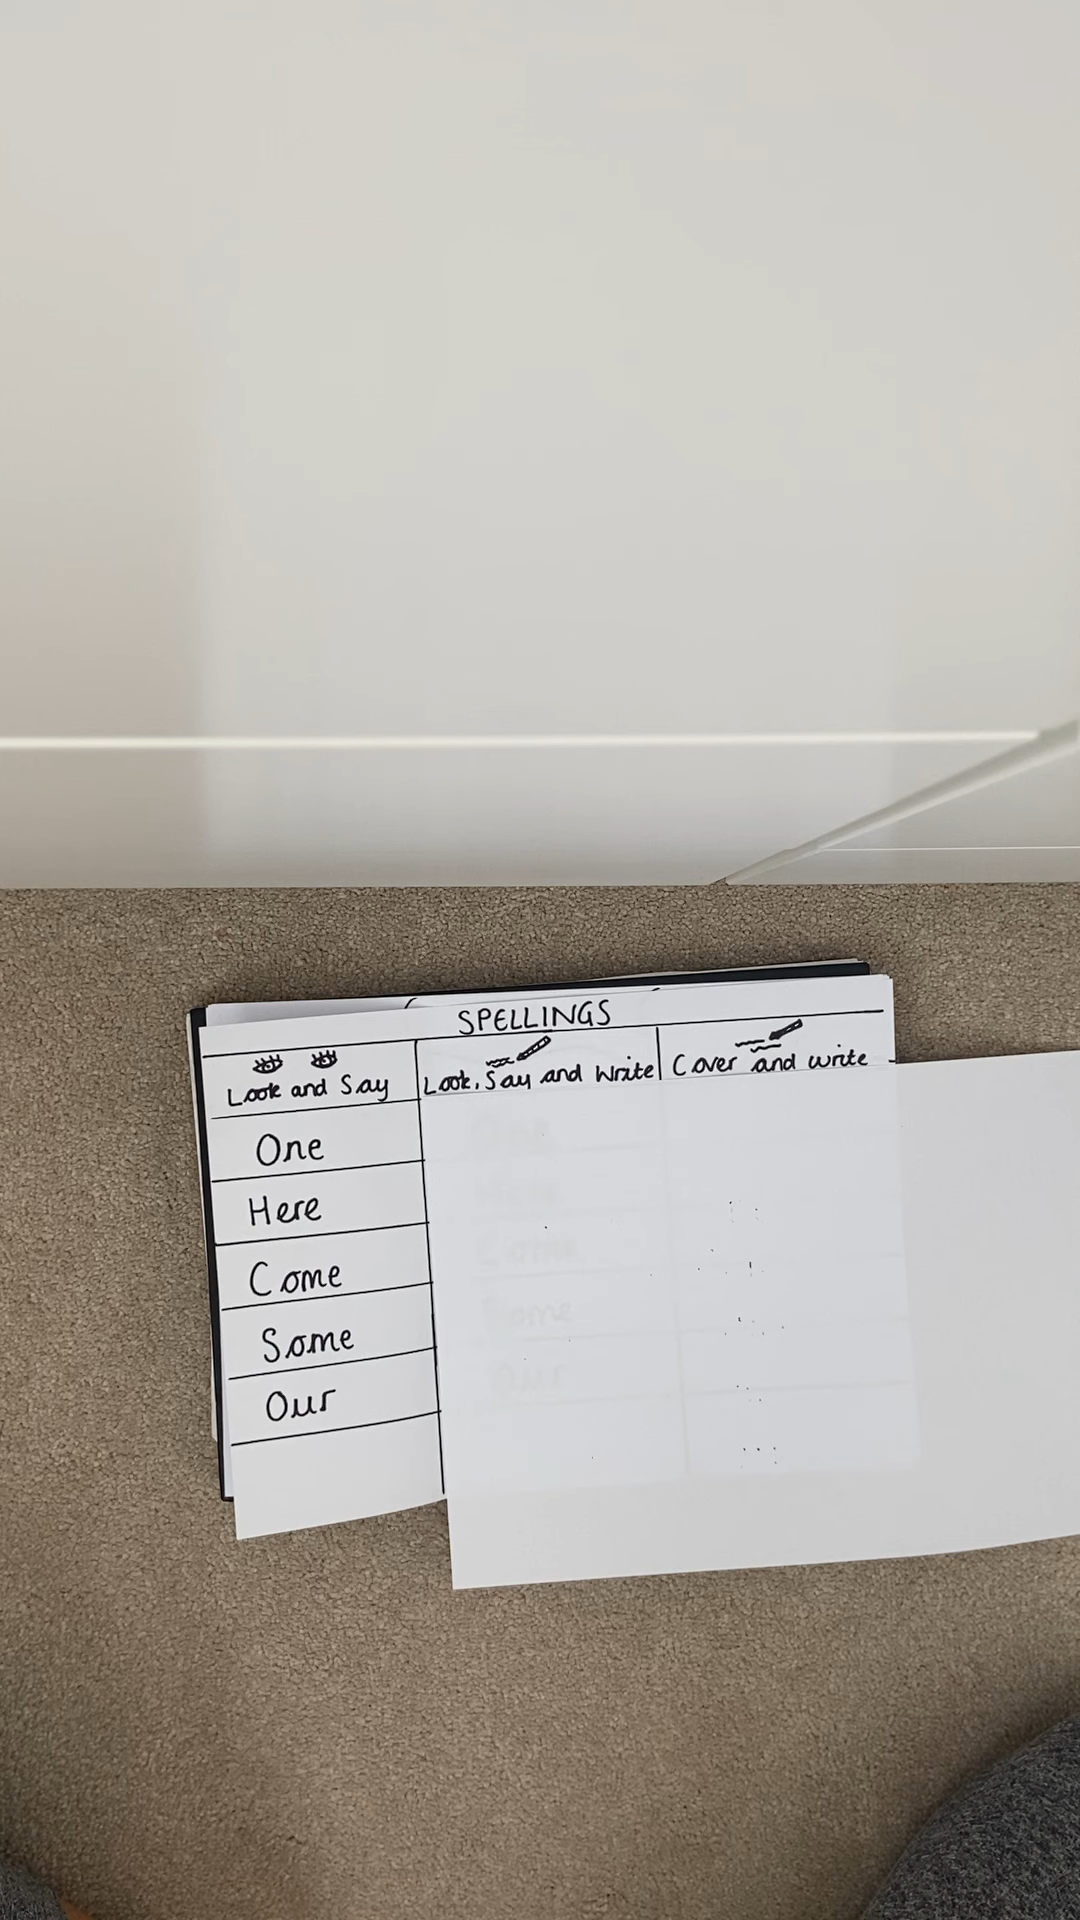 SPELLINGS
Look and Say
Look, Say and Write
Cover and write
One
Here
Come
Some
Our